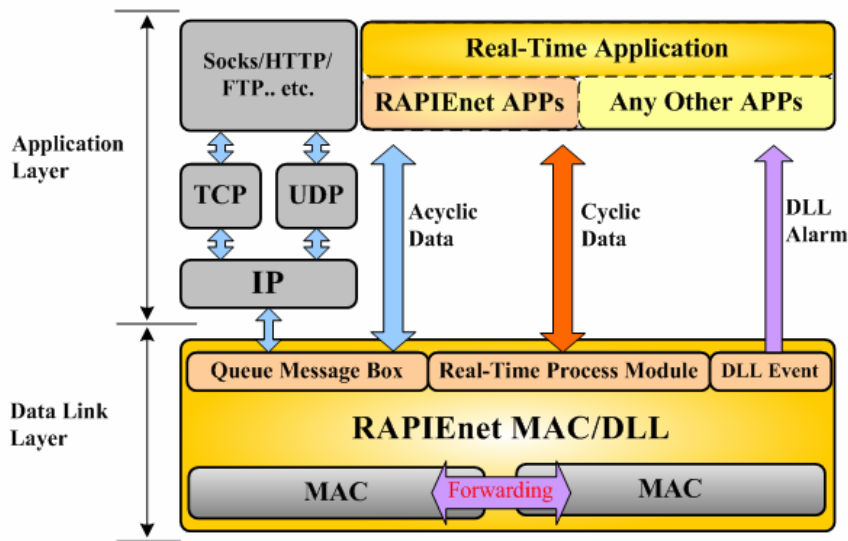 Socks/HTTP/
FTP.. etc.
Real-Time Application
RAPIEnet APPs
Any Other APPs
Application
Layer
TCP
UDP
Acyclic
Data
Cyclic
Data
DLL
Alarm
IP
Queue Message Box
Real-Time Process Module
DLL Event
Data Link
Layer
RAPIEnet MAC/DLL
MAC
Forwarding
MAC